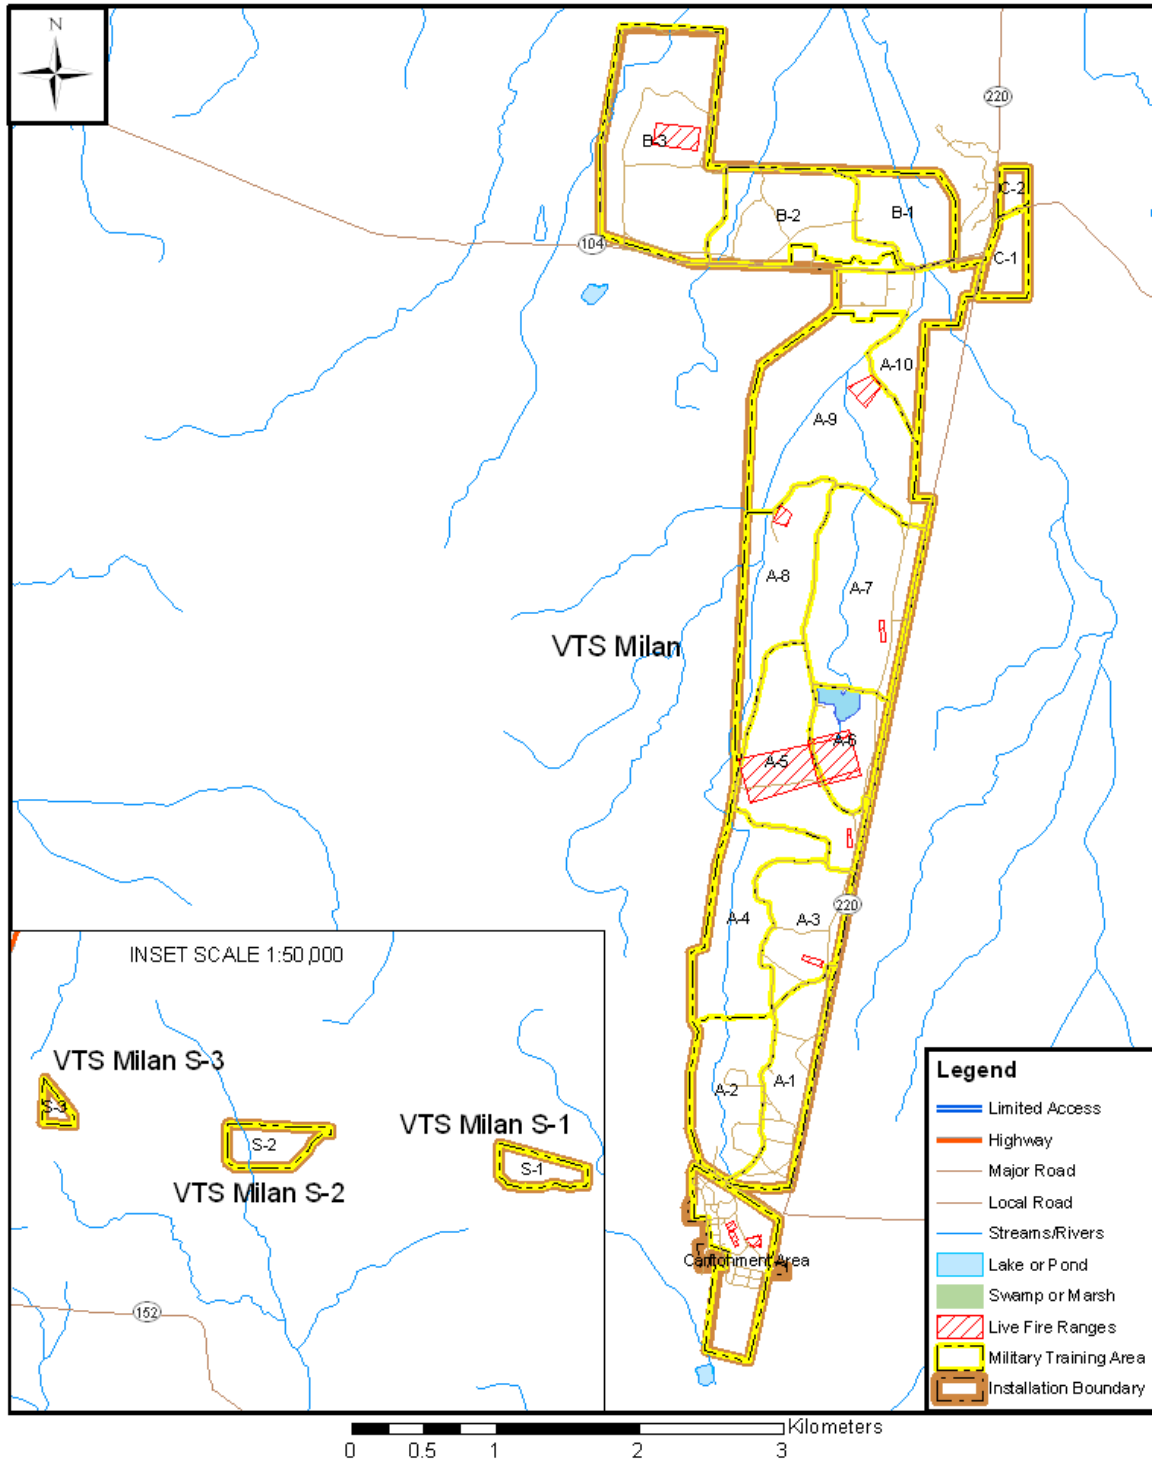 N
220
B-3
C-2
B-2
B-1
104
C-1
A-10
A-9
A-8
A-7
VTS Milan
A-6
A-5
220
A-4
A-3
INSET SCALE 1:50,000
VTS Milan S-3
S-3
VTS Milan S-1
S-2
S-1
VTS Milan S-2
152
A-2
A-1
Cantonment Area
Legend
Limited Access
Highway
Major Road
Local Road
Streams/Rivers
Lake or Pond
Swamp or Marsh
Live Fire Ranges
Military Training Area
Installation Boundary
Kilometers
0 0.5 1 2 3